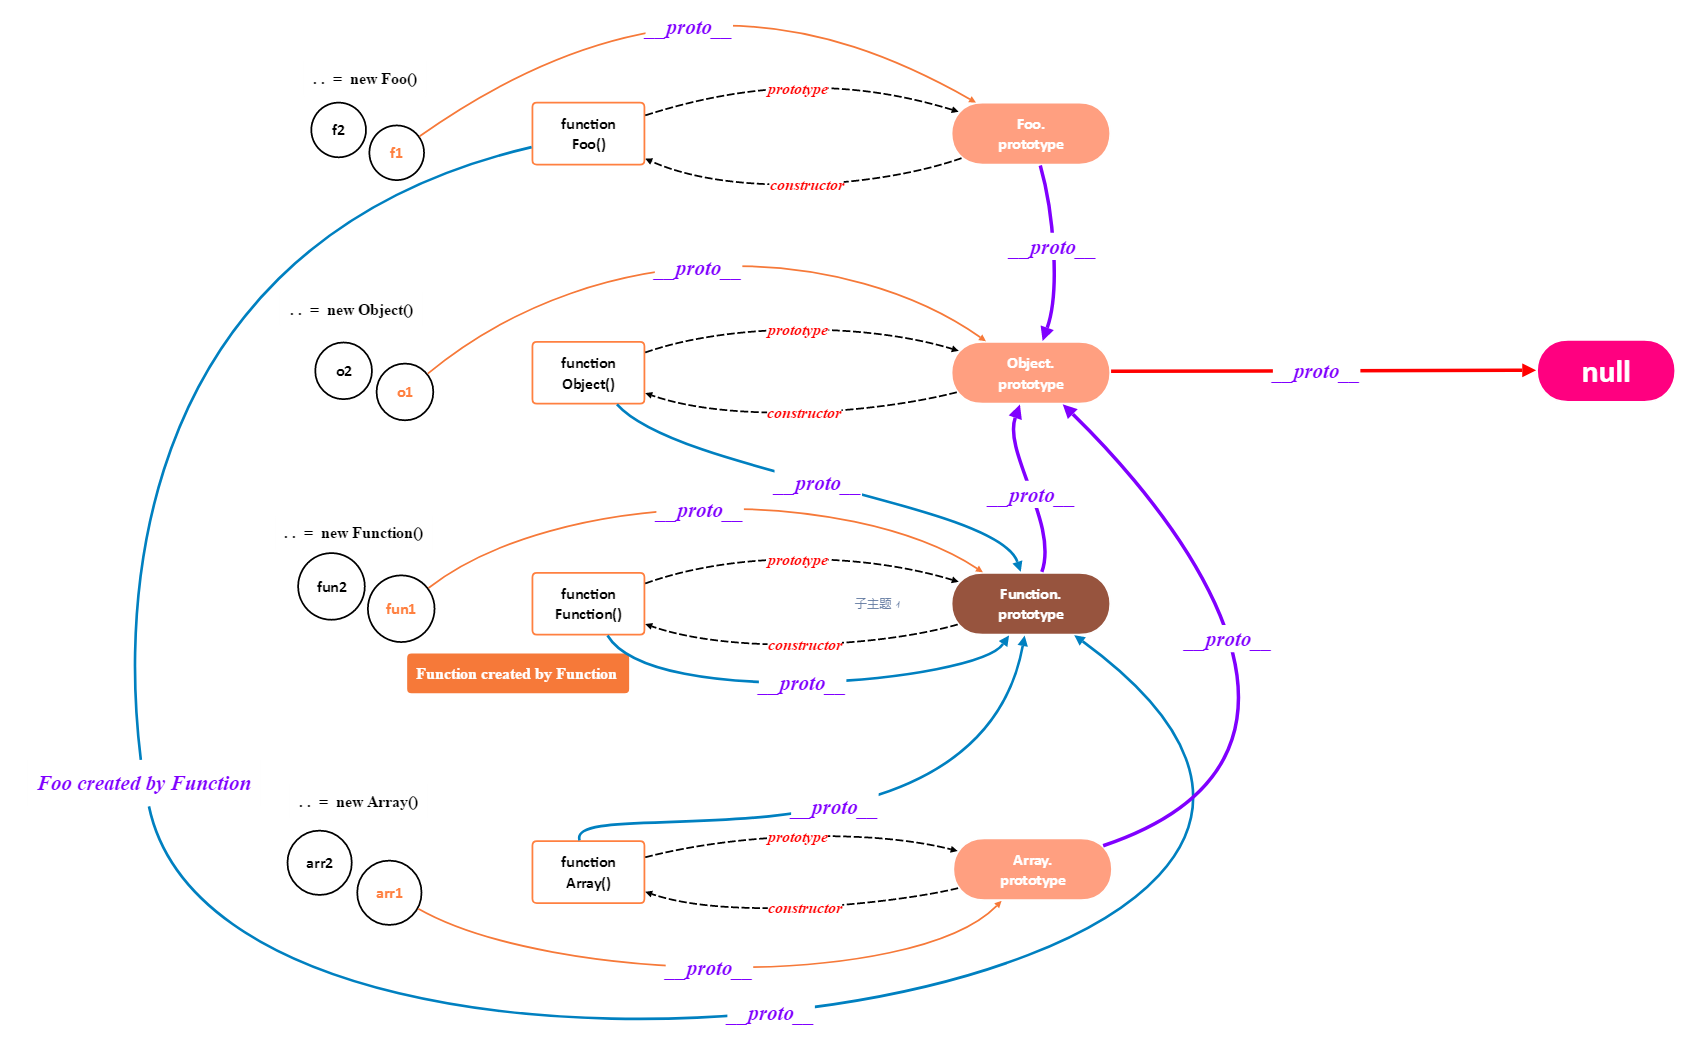 __proto__
. . = new Foo()
f2
f1
function
Foo()
prototype
constructor
Foo.
prototype
__proto__
__proto__
. . = new Object()
o2
o1
function
Object()
prototype
constructor
Object.
prototype
__proto__
null
__proto__
__proto__
__proto__
. . = new Function()
fun2
fun1
function
Function()
prototype
constructor
子主题
Function.
prototype
Function created by Function
__proto__
__proto__
Foo created by Function
. . = new Array()
arr2
arr1
__proto__
function
Array()
prototype
constructor
Array.
prototype
__proto__
__proto__